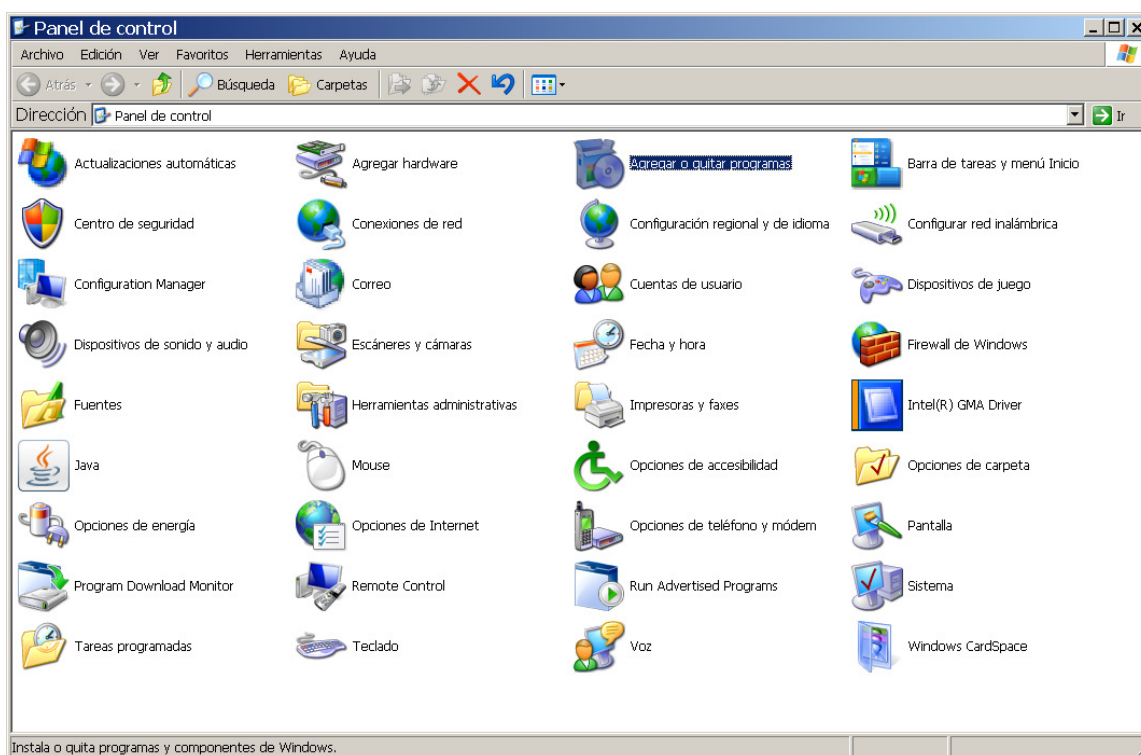 Panel de control
Archivo Edición Ver Favoritos Herramientas Ayuda
Atrás Búsqueda Carpetas
Dirección Panel de control Ir
Actualizaciones automáticas Agregar hardware Agregar o quitar programas Barra de tareas y menú Inicio
Centro de seguridad Conexiones de red Configuración regional y de idioma Configurar red inalámbrica
Configuration Manager Correo Cuentas de usuario Dispositivos de juego
Dispositivos de sonido y audio Escáneres y cámaras Fecha y hora Firewall de Windows
Fuentes Herramientas administrativas Impresoras y faxes Intel(R) GMA Driver
Java Mouse Opciones de accesibilidad Opciones de carpeta
Opciones de energía Opciones de Internet Opciones de teléfono y módem Pantalla
Program Download Monitor Remote Control Run Advertised Programs Sistema
Tareas programadas Teclado Voz Windows CardSpace
Instala o quita programas y componentes de Windows.